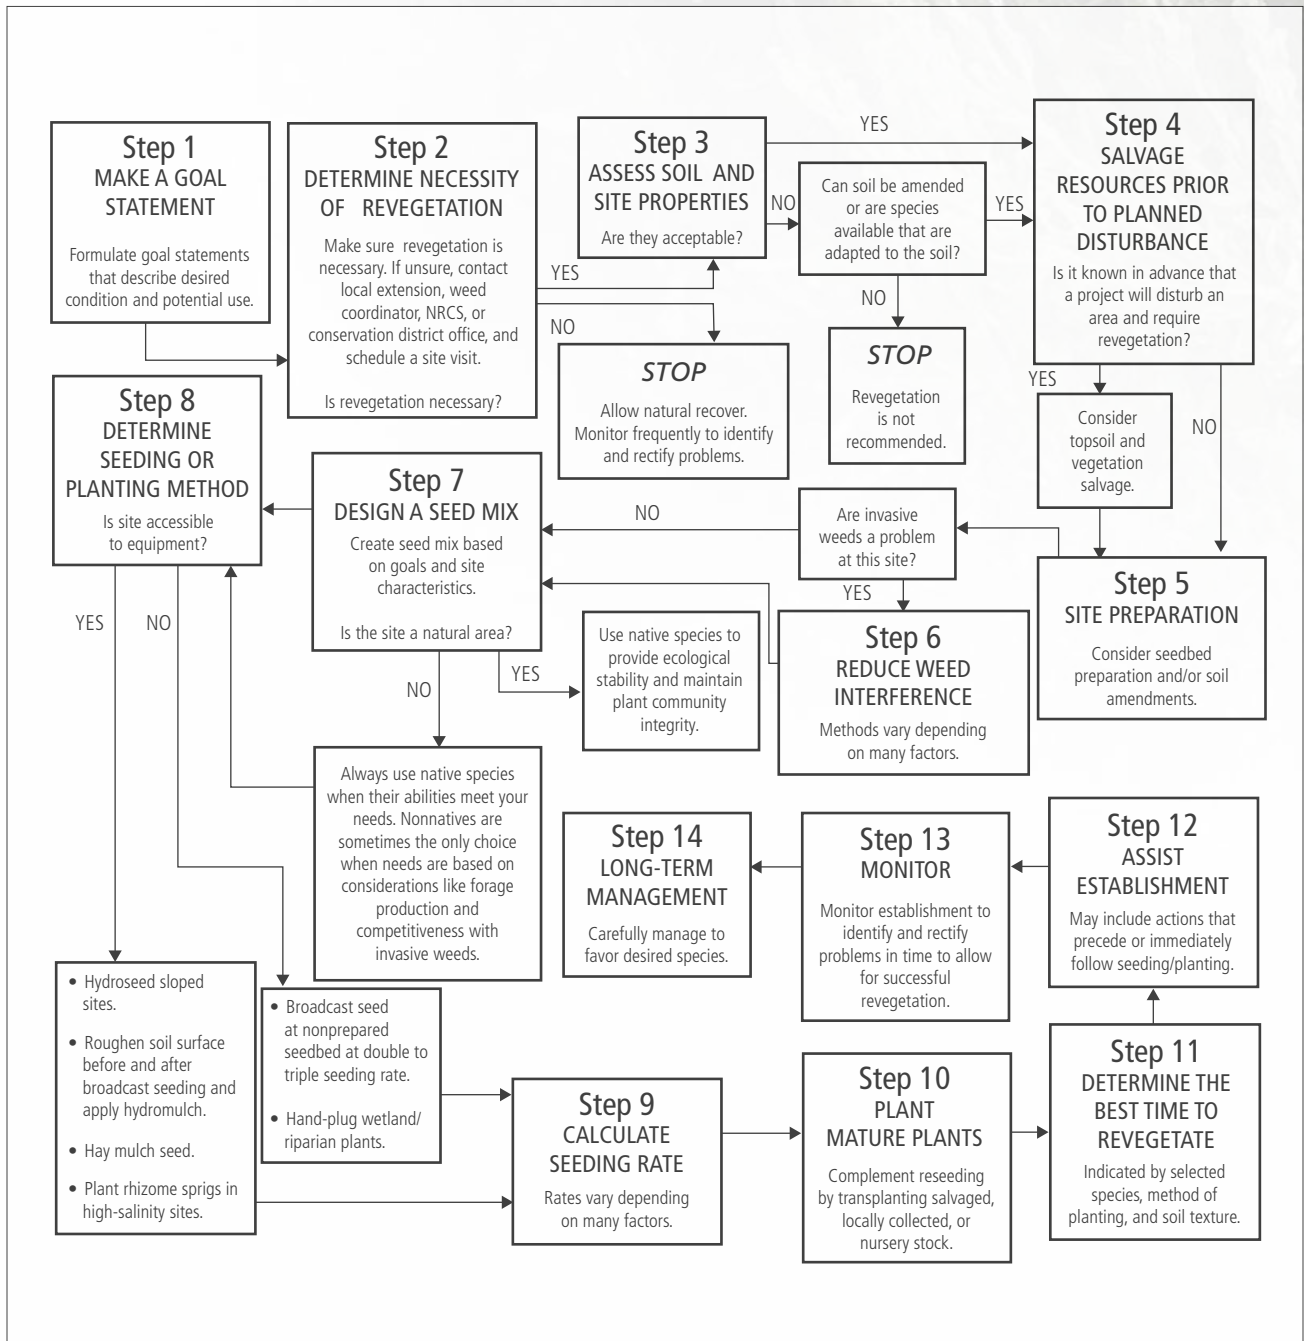 Step 1
MAKE A GOAL
STATEMENT
Formulate goal statements
that describe desired
condition and potential use.
Step 2
DETERMINE NECESSITY
OF REVEGETATION
Make sure revegetation is
necessary. If unsure, contact
local extension, weed
coordinator, NRCS, or
conservation district office, and
schedule a site visit.
Is revegetation necessary?
YES
NO
STOP
Allow natural recover.
Monitor frequently to identify
and rectify problems.
Step 3
ASSESS SOIL AND
SITE PROPERTIES
Are they acceptable?
YES
NO
Can soil be amended
or are species
available that are
adapted to the soil?
YES
NO
STOP
Revegetation
is not
recommended.
Step 4
SALVAGE
RESOURCES PRIOR
TO PLANNED
DISTURBANCE
Is it known in advance that
a project will disturb an
area and require
revegetation?
YES
NO
Consider
topsoil and
vegetation
salvage.
Step 5
SITE PREPARATION
Consider seedbed
preparation and/or soil
amendments.
Are invasive
weeds a problem
at this site?
NO
YES
Step 6
REDUCE WEED
INTERFERENCE
Methods vary depending
on many factors.
Step 7
DESIGN A SEED MIX
Create seed mix based
on goals and site
characteristics.
Is the site a natural area?
YES
NO
Use native species to
provide ecological
stability and maintain
plant community
integrity.
Always use native species
when their abilities meet your
needs. Nonnatives are
sometimes the only choice
when needs are based on
considerations like forage
production and
competitiveness with
invasive weeds.
Step 8
DETERMINE
SEEDING OR
PLANTING METHOD
Is site accessible
to equipment?
YES
NO
• Hydroseed sloped
sites.
• Roughen soil surface
before and after
broadcast seeding and
apply hydromulch.
• Hay mulch seed.
• Plant rhizome sprigs in
high-salinity sites.
• Broadcast seed
at nonprepared
seedbed at double to
triple seeding rate.
• Hand-plug wetland/
riparian plants.
Step 9
CALCULATE
SEEDING RATE
Rates vary depending
on many factors.
Step 10
PLANT
MATURE PLANTS
Complement reseeding
by transplanting salvaged,
locally collected, or
nursery stock.
Step 11
DETERMINE THE
BEST TIME TO
REVEGETATE
Indicated by selected
species, method of
planting, and soil texture.
Step 12
ASSIST
ESTABLISHMENT
May include actions that
precede or immediately
follow seeding/planting.
Step 13
MONITOR
Monitor establishment to
identify and rectify
problems in time to allow
for successful
revegetation.
Step 14
LONG-TERM
MANAGEMENT
Carefully manage to
favor desired species.